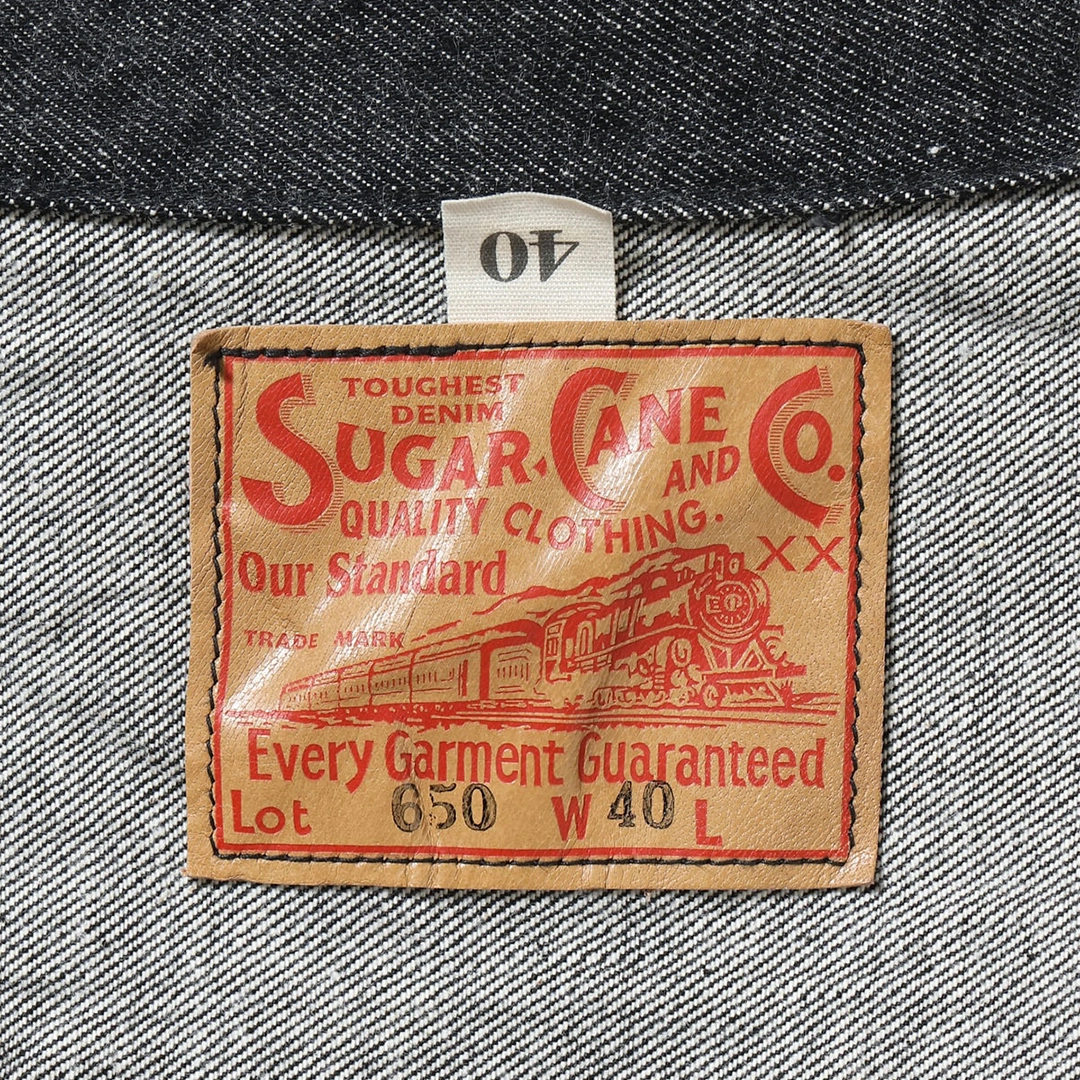 40
TOUGHEST
DENIM
SUGAR CANE CO.
AND
QUALITY CLOTHING.
Our Standard
XX
TRADE MARK
Every Garment Guaranteed
Lot 650 W 40 L